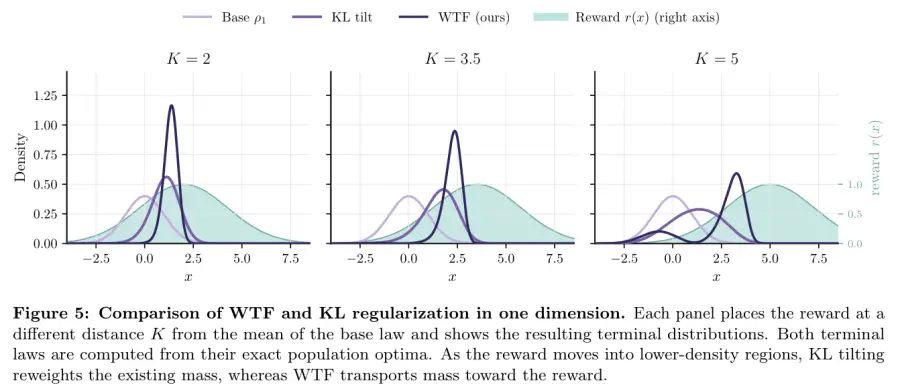 Base ρ₁ KL tilt WTF (ours) Reward r(x) (right axis)
K = 2 K = 3.5 K = 5
Density
1.25
1.00
0.75
0.50
0.25
0.00
−2.5 0.0 2.5 5.0 7.5
x
−2.5 0.0 2.5 5.0 7.5
x
−2.5 0.0 2.5 5.0 7.5
x
1.0
0.5
0.0
reward r(x)
Figure 5: Comparison of WTF and KL regularization in one dimension. Each panel places the reward at a
different distance K from the mean of the base law and shows the resulting terminal distributions. Both terminal
laws are computed from their exact population optima. As the reward moves into lower-density regions, KL tilting
reweights the existing mass, whereas WTF transports mass toward the reward.